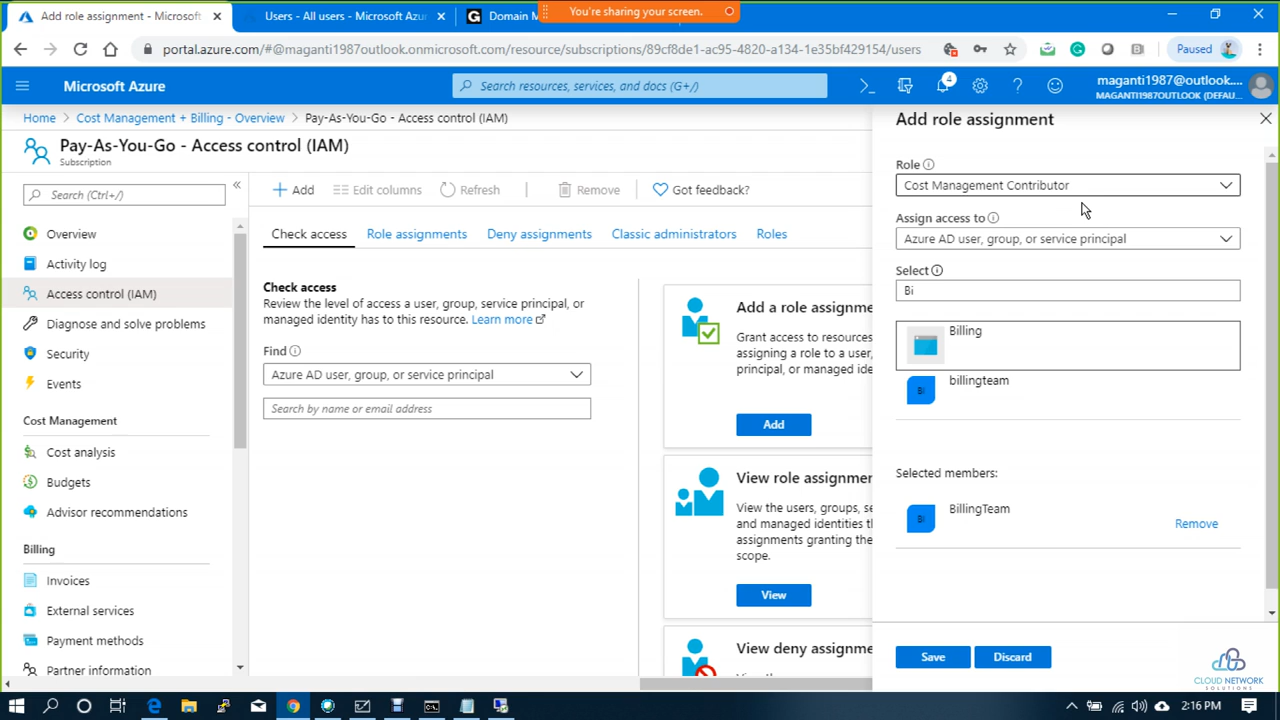 Add role assignment - Microsoft
Users - All users - Microsoft Azur
Domain M
You're sharing your screen.
portal.azure.com/#@maganti1987outlook.onmicrosoft.com/resource/subscriptions/89cf8de1-ac95-4820-a134-1e35bf429154/users
Paused
Microsoft Azure
Search resources, services, and docs (G+/)
4
maganti1987@outlook....
MAGANTI1987OUTLOOK (DEFAU...
Home > Cost Management + Billing - Overview > Pay-As-You-Go - Access control (IAM)
Pay-As-You-Go - Access control (IAM)
Subscription
Search (Ctrl+/)
Overview
Activity log
Access control (IAM)
Diagnose and solve problems
Security
Events
Cost Management
Cost analysis
Budgets
Advisor recommendations
Billing
Invoices
External services
Payment methods
Partner information
Add
Edit columns
Refresh
Remove
Got feedback?
Check access
Role assignments
Deny assignments
Classic administrators
Roles
Check access
Review the level of access a user, group, service principal, or
managed identity has to this resource. Learn more
Find
Azure AD user, group, or service principal
Search by name or email address
Add a role assignme
Grant access to resources
assigning a role to a user,
principal, or managed ide
Add
View role assignmer
View the users, groups, se
and managed identities th
assignments granting the
scope.
View
View deny assignme
Add role assignment
Role
Cost Management Contributor
Assign access to
Azure AD user, group, or service principal
Select
Bi
Billing
BI
billingteam
Selected members:
BI
BillingTeam
Remove
Save
Discard
CLOUD NETWORK
SOLUTIONS
2:16 PM